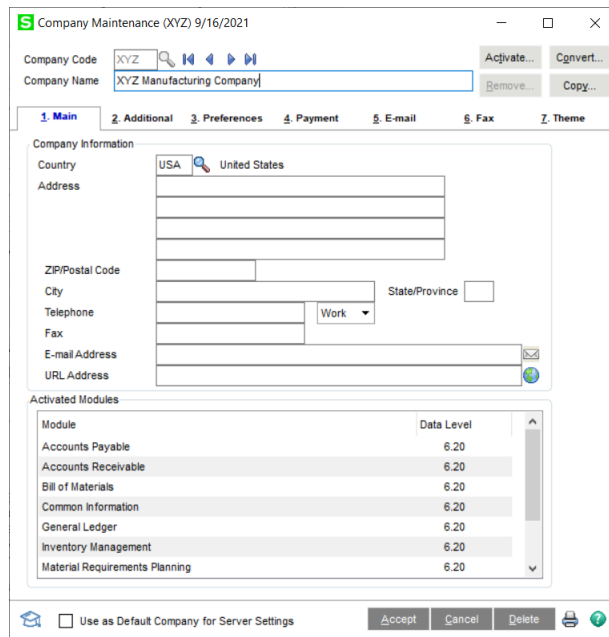 S Company Maintenance (XYZ) 9/16/2021
Company Code XYZ Activate... Convert...
Company Name XYZ Manufacturing Company Remove... Copy...
1. Main 2. Additional 3. Preferences 4. Payment 5. E-mail 6. Fax 7. Theme
Company Information
Country USA United States
Address
ZIP/Postal Code
City State/Province
Telephone Work
Fax
E-mail Address
URL Address
Activated Modules
Module Data Level
Accounts Payable 6.20
Accounts Receivable 6.20
Bill of Materials 6.20
Common Information 6.20
General Ledger 6.20
Inventory Management 6.20
Material Requirements Planning 6.20
Use as Default Company for Server Settings Accept Cancel Delete ?